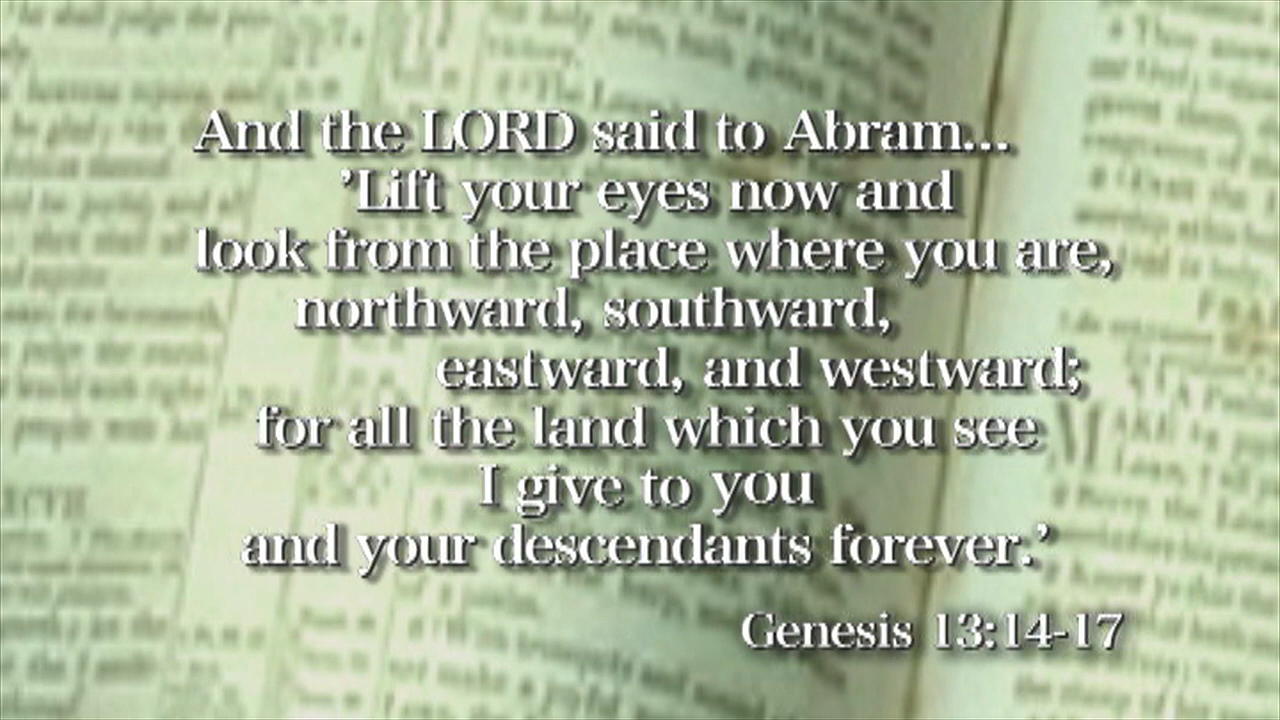 And the LORD said to Abram...
'Lift your eyes now and
look from the place where you are,
northward, southward,
eastward, and westward;
for all the land which you see
I give to you
and your descendants forever.'
Genesis 13:14-17